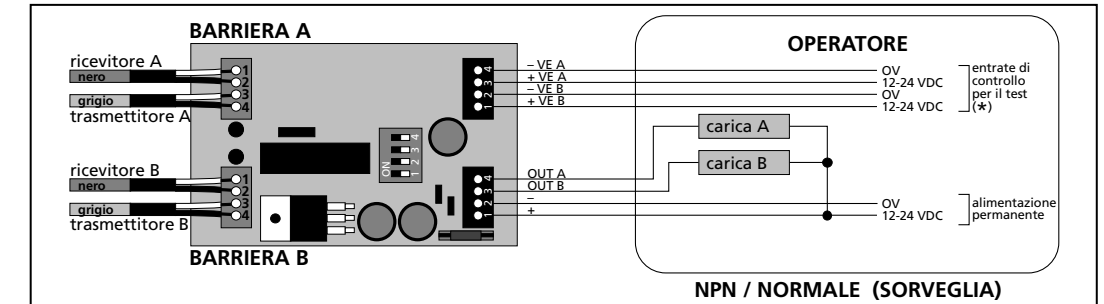 BARRIERA A
OPERATORE
ricevitore A
nero
grigio
trasmettitore A
1
2
3
4
4
3
2
1
– VE A
+ VE A
– VE B
+ VE B
OV
12-24 VDC
OV
12-24 VDC
entrate di
controllo
per il test
(*)
ON
1 2 3 4
carica A
carica B
ricevitore B
nero
grigio
trasmettitore B
1
2
3
4
4
3
2
1
OUT A
OUT B
–
+
OV
12-24 VDC
alimentazione
permanente
BARRIERA B
NPN / NORMALE (SORVEGLIA)